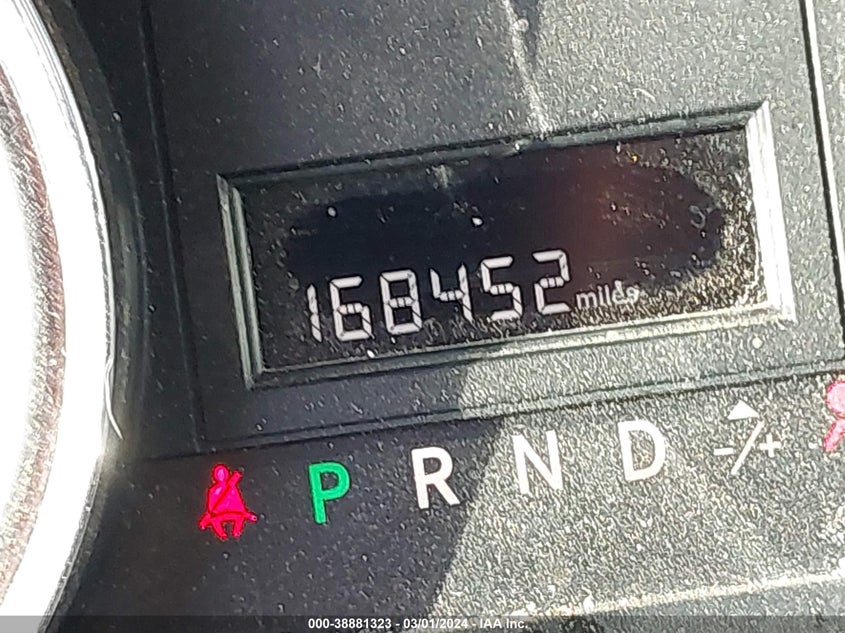 168452 miles
P R N D -/+
000-38881323 - 03/01/2024 - IAA Inc.